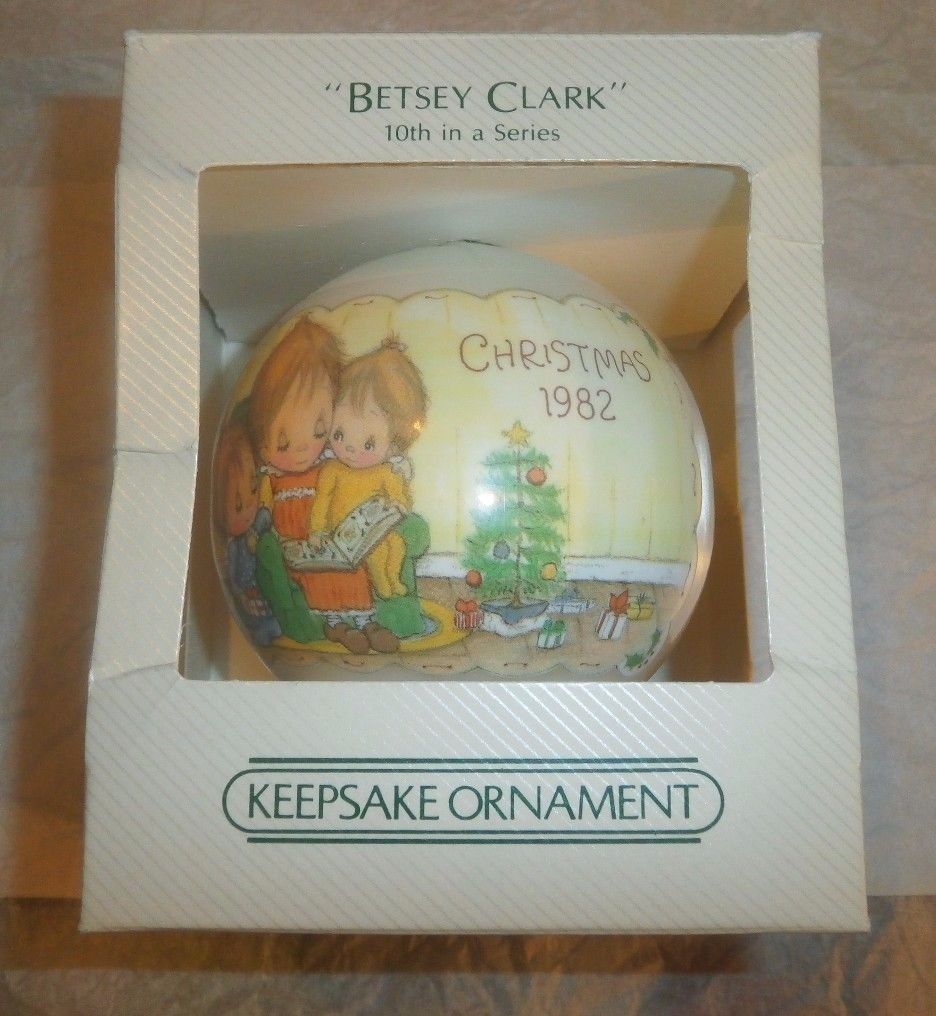 "BETSEY CLARK"
10th in a Series
CHRISTMAS
1982
KEEPSAKE ORNAMENT